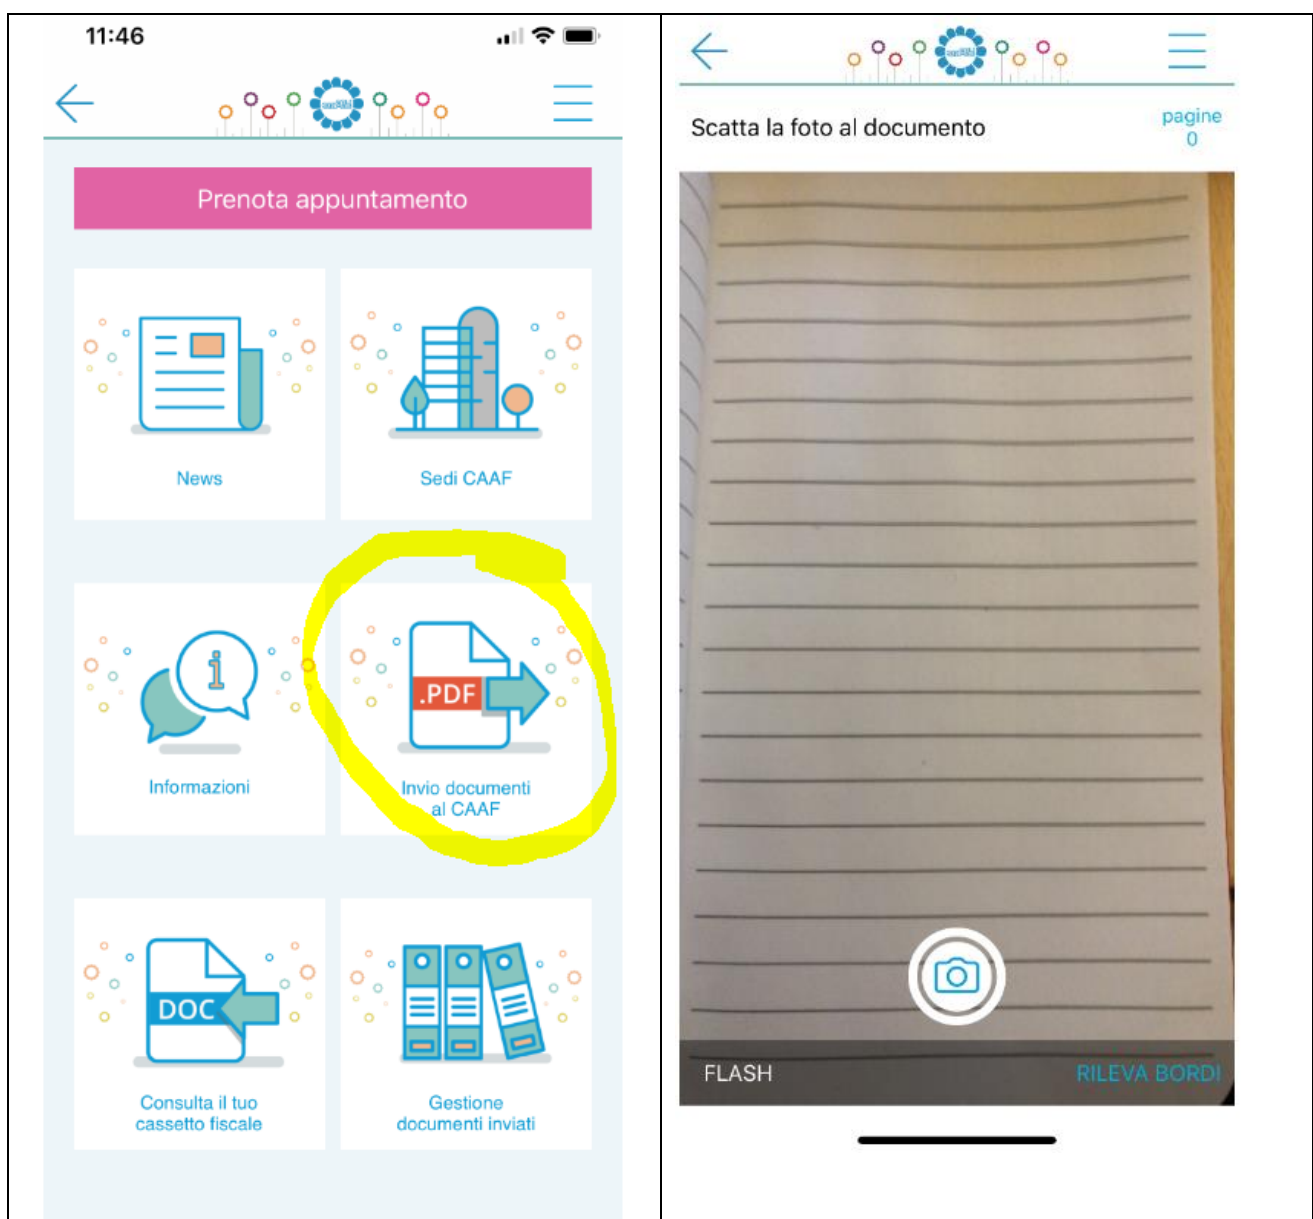 11:46
Prenota appuntamento
News
Sedi CAAF
Informazioni
.PDF
Invio documenti
al CAAF
DOC
Consulta il tuo
cassetto fiscale
Gestione
documenti inviati
Scatta la foto al documento
pagine
0
FLASH
RILEVA BORDI